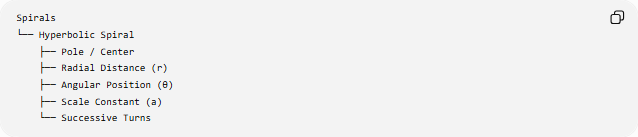 Spirals
└── Hyperbolic Spiral
├── Pole / Center
├── Radial Distance (r)
├── Angular Position (θ)
├── Scale Constant (a)
└── Successive Turns